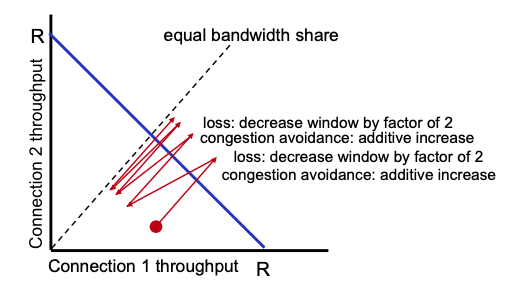 equal bandwidth share
R
Connection 2 throughput
loss: decrease window by factor of 2
congestion avoidance: additive increase
loss: decrease window by factor of 2
congestion avoidance: additive increase
Connection 1 throughput
R